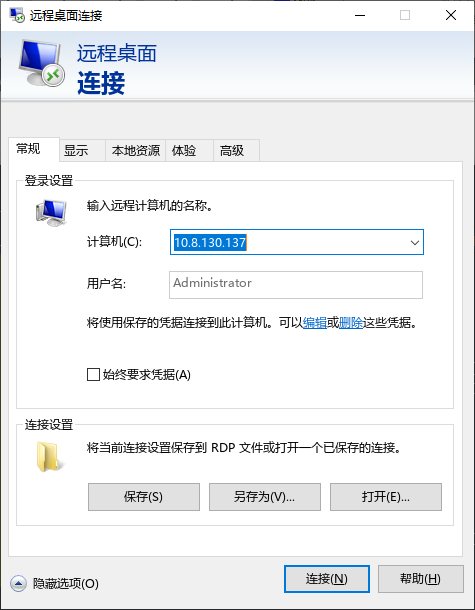 远程桌面连接
远程桌面
连接
常规 显示 本地资源 体验 高级
登录设置
输入远程计算机的名称。
计算机(C): 10.8.130.137
用户名: Administrator
将使用保存的凭据连接到此计算机。可以编辑或删除这些凭据。
始终要求凭据(A)
连接设置
将当前连接设置保存到 RDP 文件或打开一个已保存的连接。
保存(S) 另存为(V)... 打开(E)...
隐藏选项(O) 连接(N) 帮助(H)